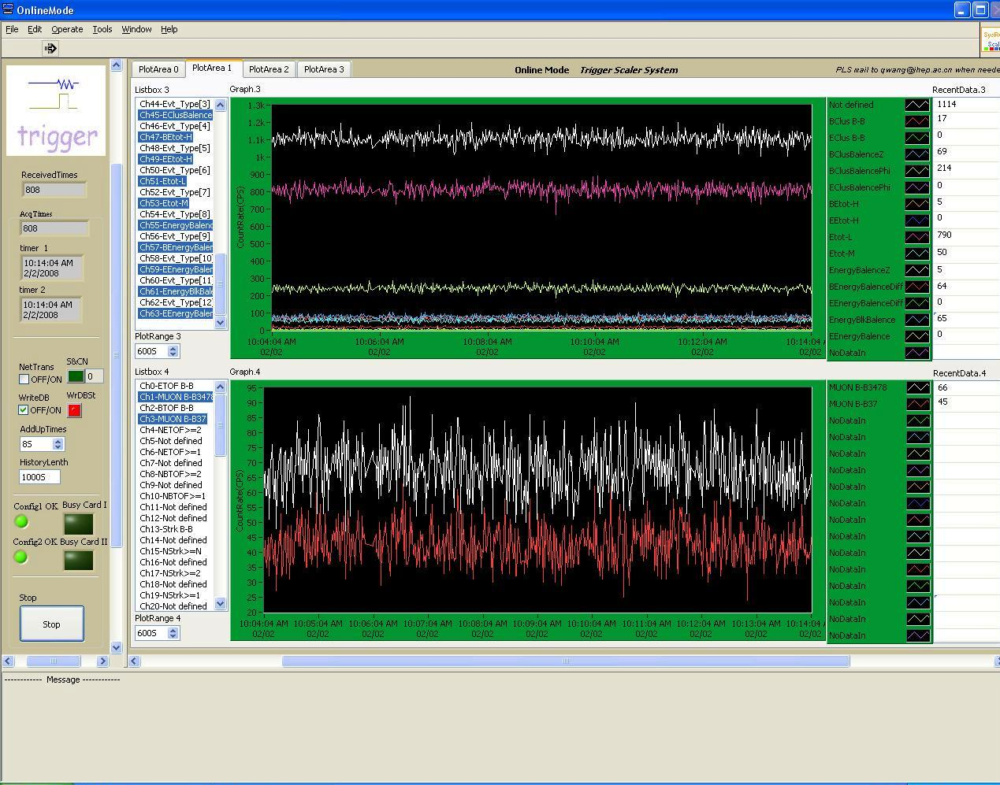 OnlineMode
File Edit Operate Tools Window Help
SysR
Scal
PlotArea 0 PlotArea 1 PlotArea 2 PlotArea 3
Online Mode Trigger Scaler System
PLS mail to qwang@ihep.ac.cn when neede
trigger
ReceivedTimes
808
AcqTimes
808
timer 1
10:14:04 AM
2/2/2008
timer 2
10:14:04 AM
2/2/2008
NetTrans
OFF/ON
S&CN
0
WriteDB
OFF/ON
WrDBSt
AddUpTimes
8S
HistoryLenth
1000S
Config1 OK Busy Card I
Config2 OK Busy Card II
Stop
Stop
Listbox 3
Ch44-Evt_Type[3]
Ch45-EClusBalence
Ch46-Evt_Type[4]
Ch47-BEtot-H
Ch48-Evt_Type[5]
Ch49-EEtot-H
Ch50-Evt_Type[6]
Ch51-Etot-L
Ch52-Evt_Type[7]
Ch53-Etot-M
Ch54-Evt_Type[8]
Ch55-EnergyBalenc
Ch56-Evt_Type[9]
Ch57-BEnergyBaler
Ch58-Evt_Type[10
Ch59-EEnergyBaler
Ch60-Evt_Type[11
Ch61-EnergyBlkBale
Ch62-Evt_Type[12
Ch63-EEnergyBaler
PlotRange 3
600S
Graph.3
CountRate(CPS)
1.3k
1.2k
1.1k
1k
900
800
700
600
500
400
300
200
100
0
10:04:04 AM 10:06:04 AM 10:08:04 AM 10:10:04 AM 10:12:04 AM 10:14:04
02/02 02/02 02/02 02/02 02/02 02/02
RecentData.3
Not defined 1114
BClus B-B 17
EClus B-B 0
BClusBalenceZ 69
BClusBalencePhi 214
EClusBalencePhi 0
BEtot-H 5
EEtot-H 0
Etot-L 790
Etot-M 50
EnergyBalenceZ 5
BEnergyBalenceDiff 64
EEnergyBalenceDiff 0
EnergyBlkBalence 65
EEnergyBalence 0
NoDataIn
Listbox 4
Ch0-ETOF B-B
Ch1-MUON B-B3478
Ch2-BTOF B-B
Ch3-MUON B-B37
Ch4-NETOF>=2
Ch5-Not defined
Ch6-NETOF>=1
Ch7-Not defined
Ch8-NBTOF>=2
Ch9-Not defined
Ch10-NBTOF>=1
Ch11-Not defined
Ch12-Not defined
Ch13-Strk B-B
Ch14-Not defined
Ch15-NStrk>=N
Ch16-Not defined
Ch17-NStrk>=2
Ch18-Not defined
Ch19-NStrk>=1
Ch20-Not defined
PlotRange 4
600S
Graph.4
CountRate(CPS)
95
90
85
80
75
70
65
60
55
50
45
40
35
30
25
20
10:04:04 AM 10:05:04 AM 10:06:04 AM 10:07:04 AM 10:08:04 AM 10:09:04 AM 10:10:04 AM 10:11:04 AM 10:12:04 AM 10:13:04 AM 10:14:04
02/02 02/02 02/02 02/02 02/02 02/02 02/02 02/02 02/02 02/02 02/02
RecentData.4
MUON B-B3478 66
MUON B-B37 45
NoDataIn
NoDataIn
NoDataIn
NoDataIn
NoDataIn
NoDataIn
NoDataIn
NoDataIn
NoDataIn
NoDataIn
NoDataIn
NoDataIn
NoDataIn
NoDataIn
------------ Message ------------